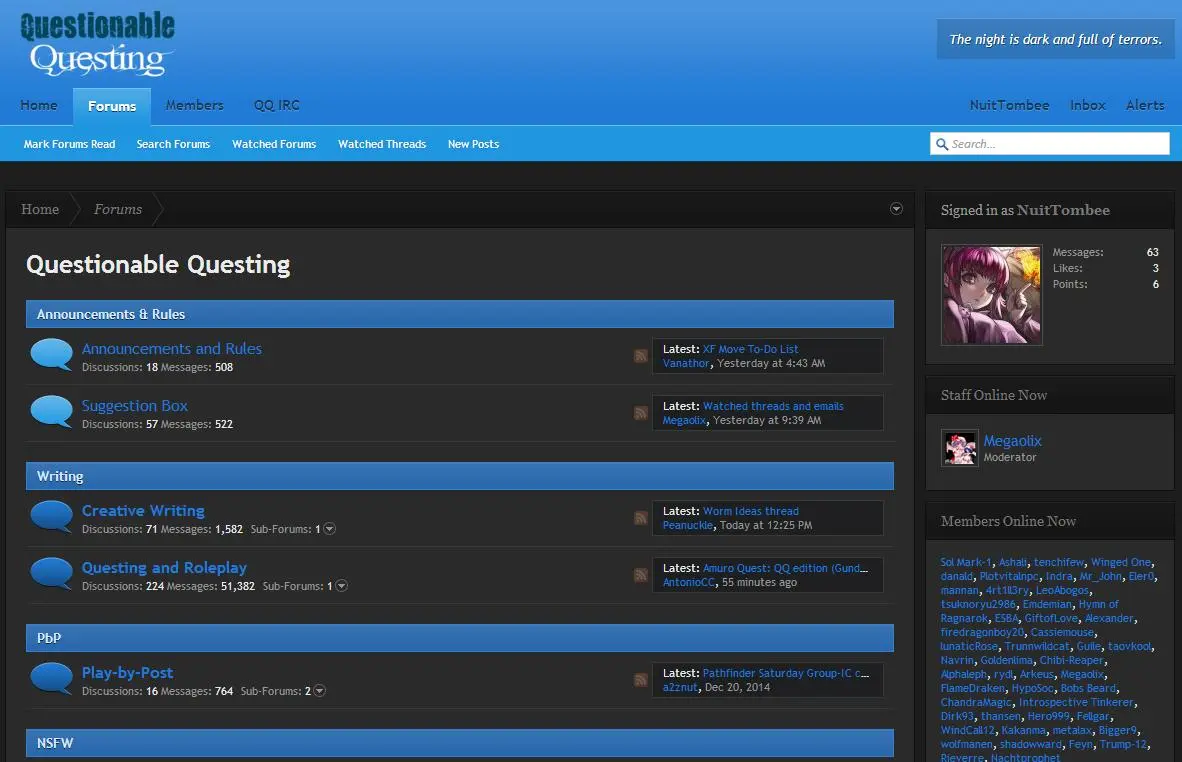 Questionable
Questing
The night is dark and full of terrors.
Home Forums Members QQ IRC NuitTombee Inbox Alerts
Mark Forums Read Search Forums Watched Forums Watched Threads New Posts Search...
Home Forums
Questionable Questing
Announcements & Rules
Announcements and Rules
Discussions: 18 Messages: 508
Latest: XF Move To-Do List
Vanathor, Yesterday at 4:43 AM
Suggestion Box
Discussions: 57 Messages: 522
Latest: Watched threads and emails
Megaolix, Yesterday at 9:39 AM
Writing
Creative Writing
Discussions: 71 Messages: 1,582 Sub-Forums: 1
Latest: Worm Ideas thread
Peanuckle, Today at 12:25 PM
Questing and Roleplay
Discussions: 224 Messages: 51,382 Sub-Forums: 1
Latest: Amuro Quest: QQ edition (Gund...
AntonioCC, 55 minutes ago
PbP
Play-by-Post
Discussions: 16 Messages: 764 Sub-Forums: 2
Latest: Pathfinder Saturday Group-IC c...
a2znut, Dec 20, 2014
NSFW
Signed in as NuitTombee
Messages: 63
Likes: 3
Points: 6
Staff Online Now
Megaolix
Moderator
Members Online Now
Sol Mark-1, Ashali, tenchifew, Winged One,
danald, Plotvitalnpc, Indra, Mr_John, Eler0,
mannan, 4rt1ll3ry, LeoAbogos,
tsuknoryu2986, Emdemian, Hymn of
Ragnarok, ESBA, GiftofLove, Alexander,
firedragonboy20, Cassiemouse,
lunaticRose, Trunnwildcat, Guile, taovkool,
Navrin, Goldenlima, Chibi-Reaper,
Alphaleph, rydl, Arkeus, Megaolix,
FlameDraken, HypoSoc, Bobs Beard,
ChandraMagic, Introspective Tinkerer,
Dirk93, thansen, Hero999, Fellgar,
WindCall12, Kakanma, metalax, Bigger9,
wolfmanen, shadowward, Feyn, Trump-12,
Rieverre, Nachtprophet